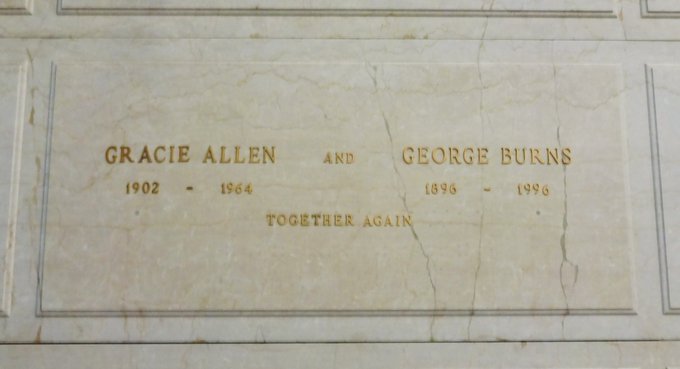 GRACIE ALLEN AND GEORGE BURNS
1902 - 1964 1896 - 1996
TOGETHER AGAIN